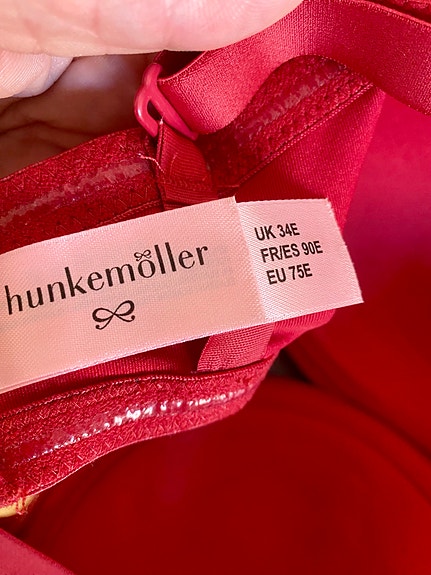 hunkemöller
UK 34E
FR/ES 90E
EU 75E